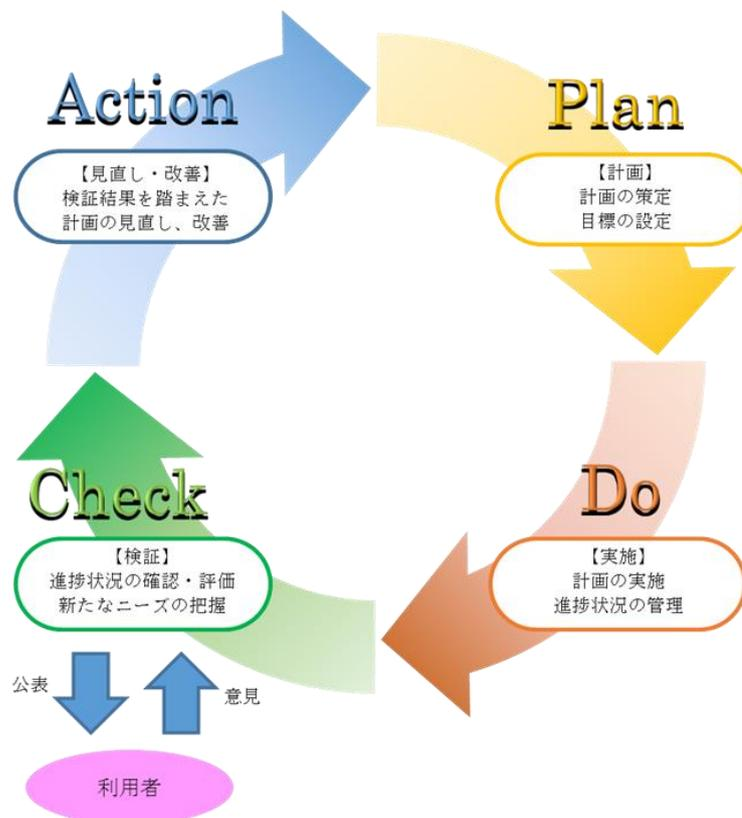 Action
【見直し・改善】
検証結果を踏まえた
計画の見直し、改善
Plan
【計画】
計画の策定
目標の設定
Check
【検証】
進捗状況の確認・評価
新たなニーズの把握
Do
【実施】
計画の実施
進捗状況の管理
公表
意見
利用者